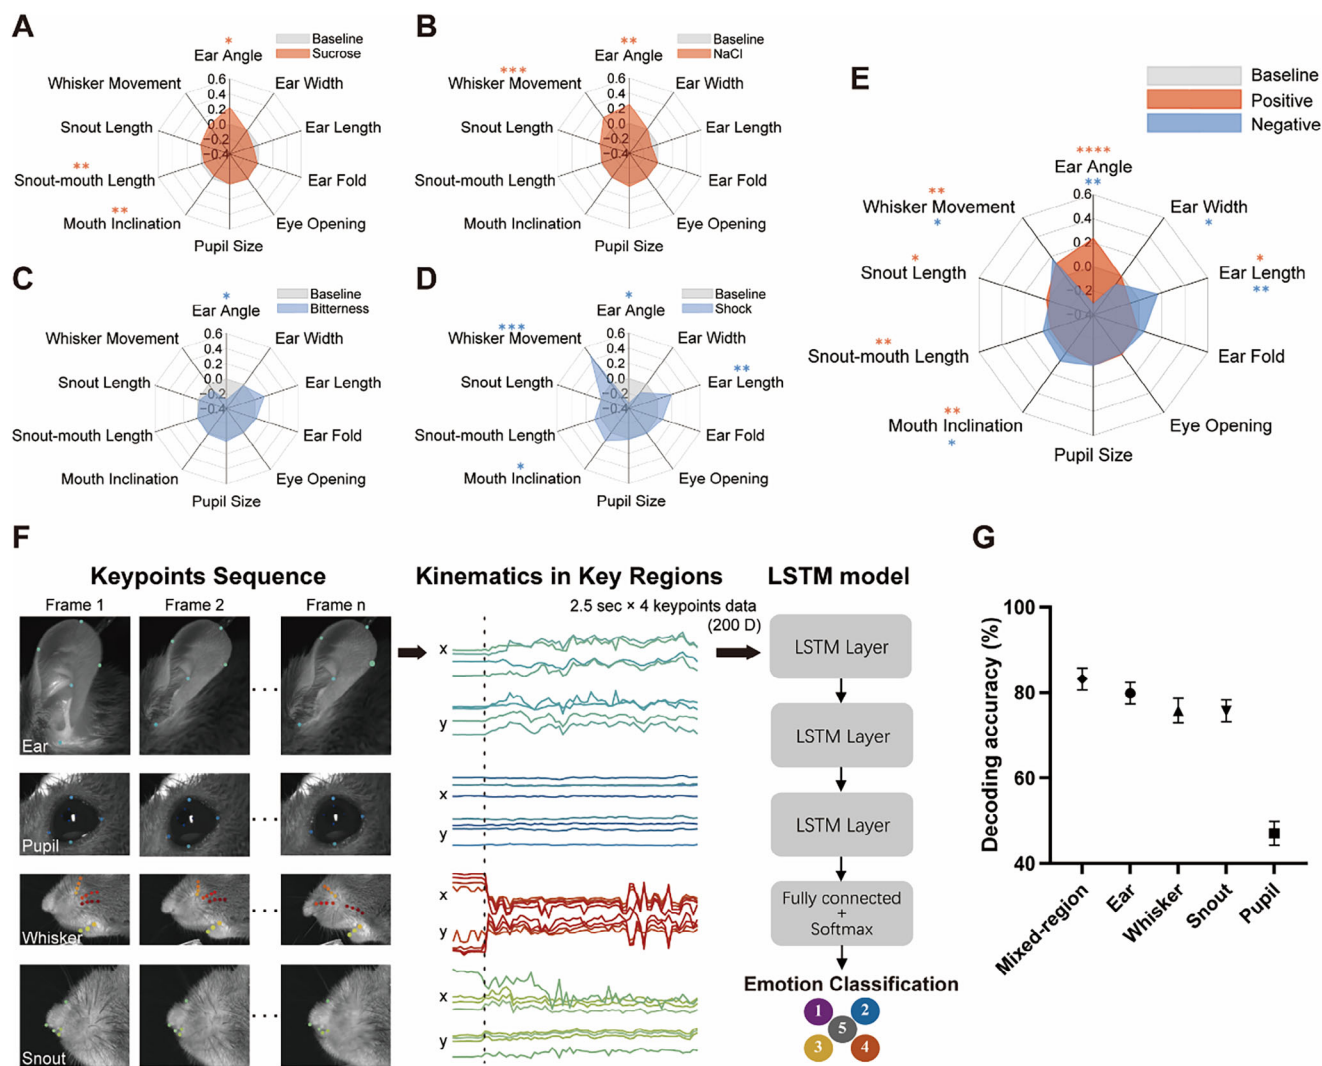 A
Baseline
Sucrose
*
Ear Angle
Whisker Movement
Ear Width
0.6
0.4
0.2
0.0
−0.2
−0.4
Snout Length
Ear Length
**
Snout-mouth Length
Ear Fold
**
Mouth Inclination
Eye Opening
Pupil Size
B
Baseline
NaCl
**
Ear Angle
***
Whisker Movement
Ear Width
0.6
0.4
0.2
0.0
−0.2
−0.4
Snout Length
Ear Length
Snout-mouth Length
Ear Fold
Mouth Inclination
Eye Opening
Pupil Size
C
Baseline
Bitterness
*
Ear Angle
Whisker Movement
Ear Width
0.6
0.4
0.2
0.0
−0.2
−0.4
Snout Length
Ear Length
Snout-mouth Length
Ear Fold
Mouth Inclination
Eye Opening
Pupil Size
D
Baseline
Shock
*
Ear Angle
***
Whisker Movement
Ear Width
0.6
0.4
0.2
0.0
−0.2
−0.4
Snout Length
**
Ear Length
Snout-mouth Length
Ear Fold
*
Mouth Inclination
Eye Opening
Pupil Size
E
Baseline
Positive
Negative
****
Ear Angle
**
0.6
0.4
0.2
0.0
−0.2
−0.4
**
Whisker Movement
*
Ear Width
*
*
Snout Length
*
Ear Length
**
**
Snout-mouth Length
Ear Fold
**
Mouth Inclination
*
Eye Opening
Pupil Size
F
Keypoints Sequence
Frame 1
Frame 2
Frame n
...
Ear
...
Pupil
...
Whisker
...
Snout
Kinematics in Key Regions
2.5 sec × 4 keypoints data
(200 D)
x
y
x
y
x
y
x
y
LSTM model
LSTM Layer
LSTM Layer
LSTM Layer
Fully connected
+
Softmax
Emotion Classification
1
2
5
3
4
G
Decoding accuracy (%)
100
80
60
40
Mixed-region
Ear
Whisker
Snout
Pupil